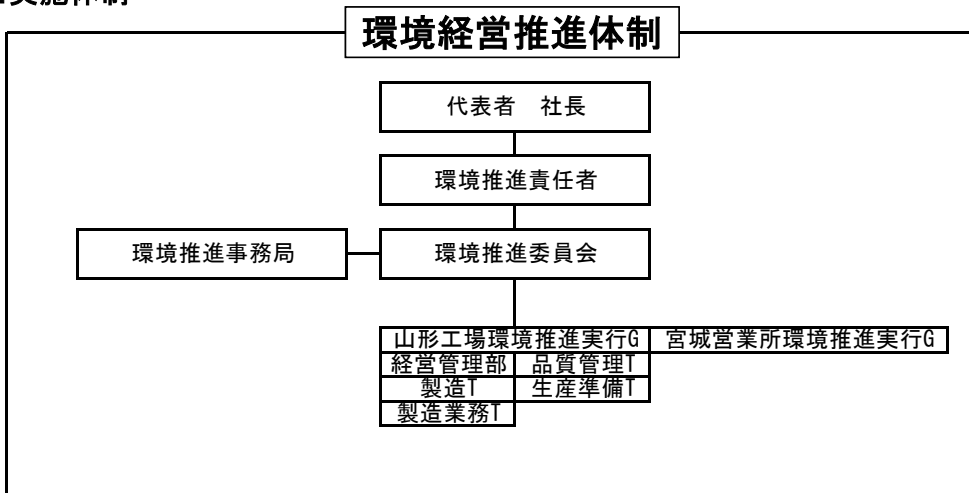 実施体制
環境経営推進体制
代表者　社長
環境推進責任者
環境推進事務局
環境推進委員会
山形工場環境推進実行G
宮城営業所環境推進実行G
経営管理部
品質管理T
製造T
生産準備T
製造業務T